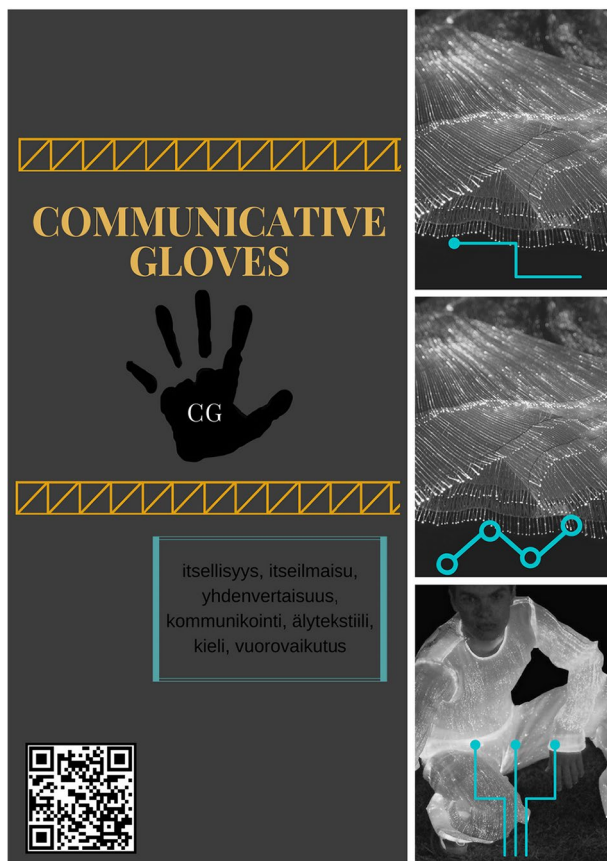 COMMUNICATIVE
GLOVES
CG
itsellisyys, itseilmaisu,
yhdenvertaisuus,
kommunikointi, älytekstiili,
kieli, vuorovaikutus